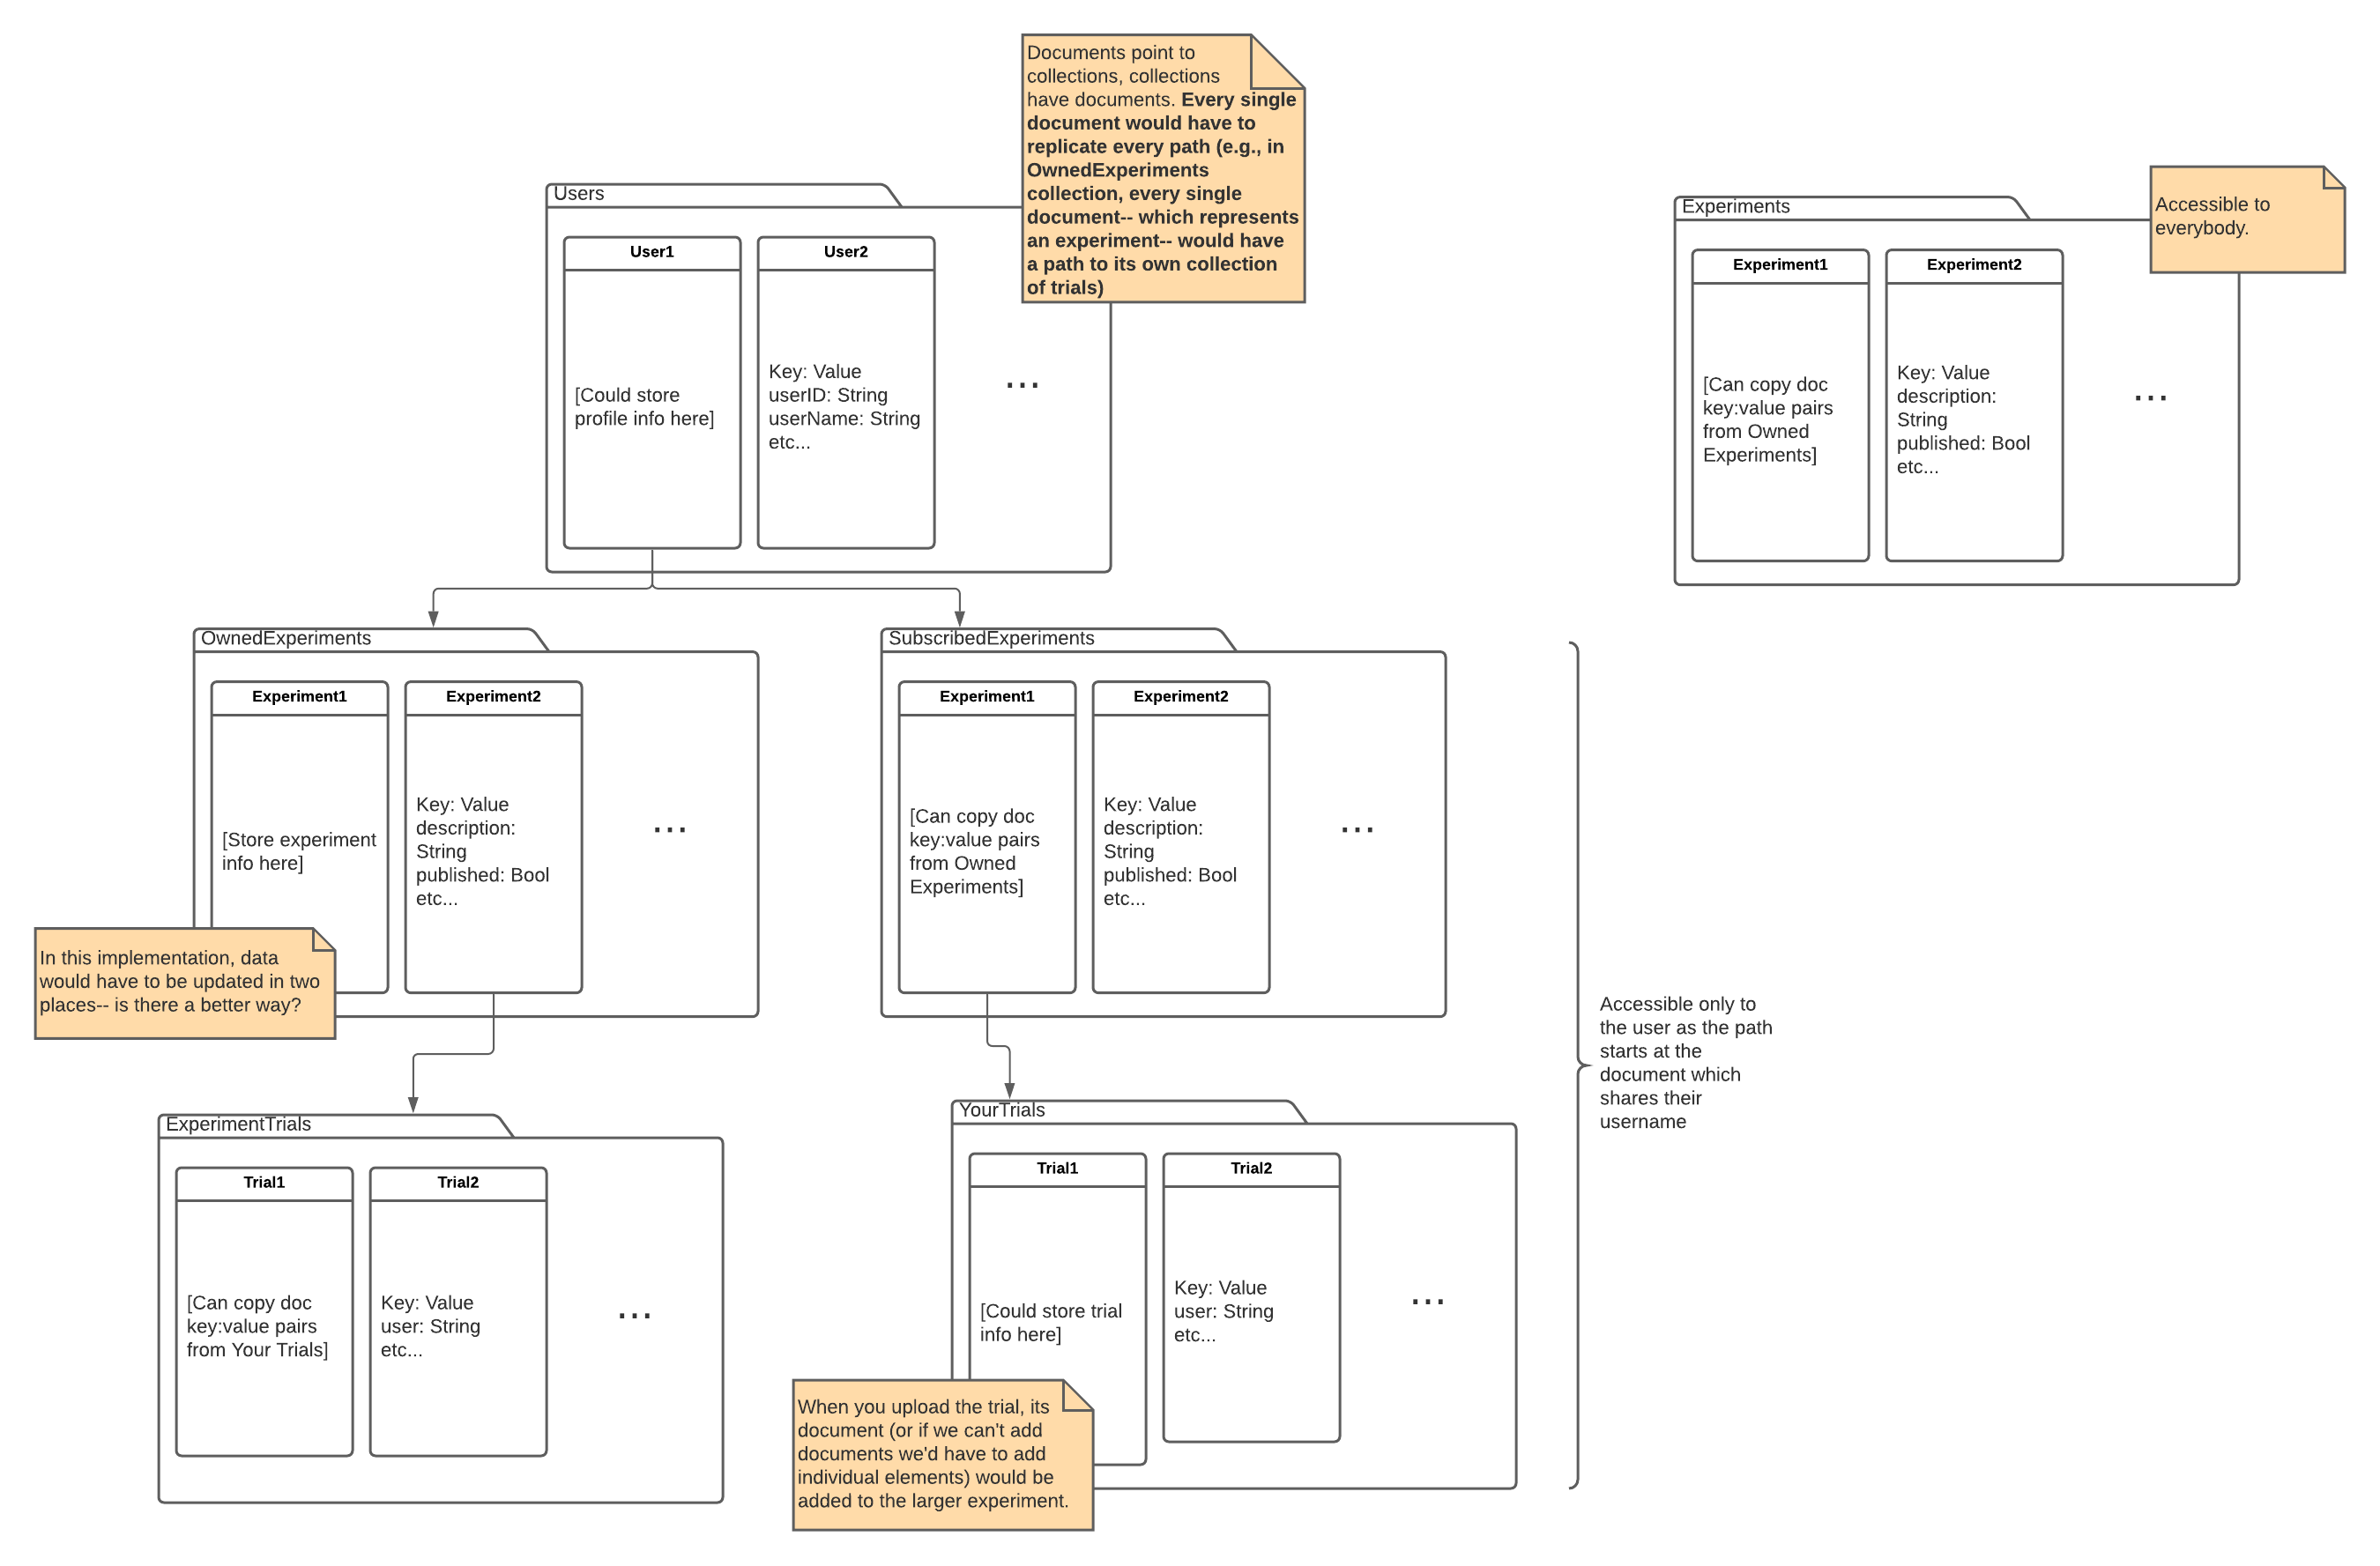 Documents point to
collections, collections
have documents. Every single
document would have to
replicate every path (e.g., in
OwnedExperiments
collection, every single
document-- which represents
an experiment-- would have
a path to its own collection
of trials)
Users
User1
[Could store
profile info here]
User2
Key: Value
userID: String
userName: String
etc...
...
Experiments
Accessible to
everybody.
Experiment1
[Can copy doc
key:value pairs
from Owned
Experiments]
Experiment2
Key: Value
description:
String
published: Bool
etc...
...
OwnedExperiments
Experiment1
[Store experiment
info here]
Experiment2
Key: Value
description:
String
published: Bool
etc...
...
In this implementation, data
would have to be updated in two
places-- is there a better way?
SubscribedExperiments
Experiment1
[Can copy doc
key:value pairs
from Owned
Experiments]
Experiment2
Key: Value
description:
String
published: Bool
etc...
...
Accessible only to
the user as the path
starts at the
document which
shares their
username
ExperimentTrials
Trial1
[Can copy doc
key:value pairs
from Your Trials]
Trial2
Key: Value
user: String
etc...
...
YourTrials
Trial1
[Could store trial
info here]
Trial2
Key: Value
user: String
etc...
...
When you upload the trial, its
document (or if we can't add
documents we'd have to add
individual elements) would be
added to the larger experiment.